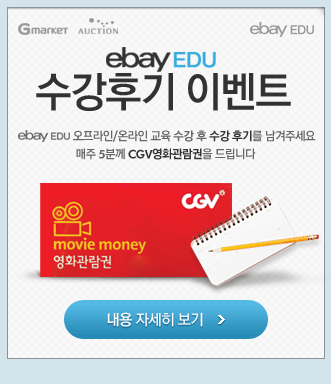 Gmarket AUCTION ebay EDU
ebay EDU
수강후기 이벤트
ebay EDU 오프라인/온라인 교육 수강 후 수강 후기를 남겨주세요
매주 5분께 CGV영화관람권을 드립니다
CGV
movie money
영화관람권
내용 자세히 보기 >